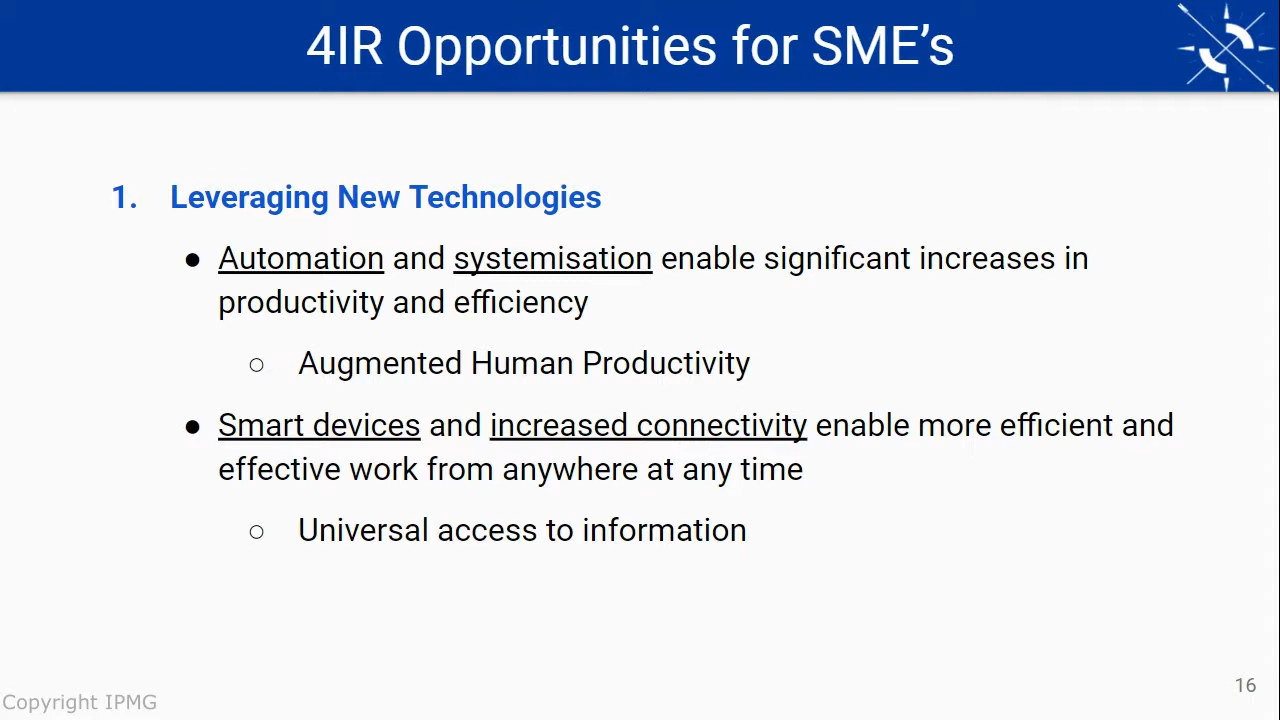 4IR Opportunities for SME’s
1. Leveraging New Technologies
● Automation and systemisation enable significant increases in
productivity and efficiency
○ Augmented Human Productivity
● Smart devices and increased connectivity enable more efficient and
effective work from anywhere at any time
○ Universal access to information
16
Copyright IPMG